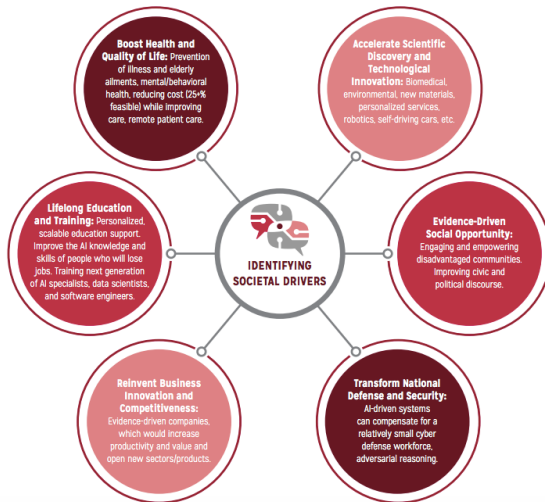 Boost Health and
Quality of Life: Prevention
of illness and elderly
ailments, mental/behavioral
health, reducing cost (25+%
feasible) while improving
care, remote patient care.
Accelerate Scientific
Discovery and
Technological
Innovation: Biomedical,
environmental, new materials,
personalized services,
robotics, self-driving cars, etc.
Lifelong Education
and Training: Personalized,
scalable education support.
Improve the AI knowledge and
skills of people who will lose
jobs. Training next generation
of AI specialists, data scientists,
and software engineers.
IDENTIFYING
SOCIETAL DRIVERS
Evidence-Driven
Social Opportunity:
Engaging and empowering
disadvantaged communities.
Improving civic and
political discourse.
Reinvent Business
Innovation and
Competitiveness:
Evidence-driven companies,
which would increase
productivity and value and
open new sectors/products.
Transform National
Defense and Security:
AI-driven systems
can compensate for a
relatively small cyber
defense workforce,
adversarial reasoning.